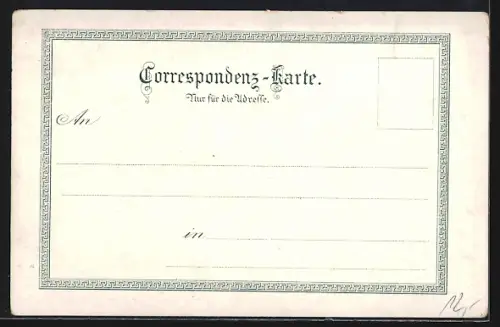 Correspondenz-Karte.
Nur für die Adresse.
An
in